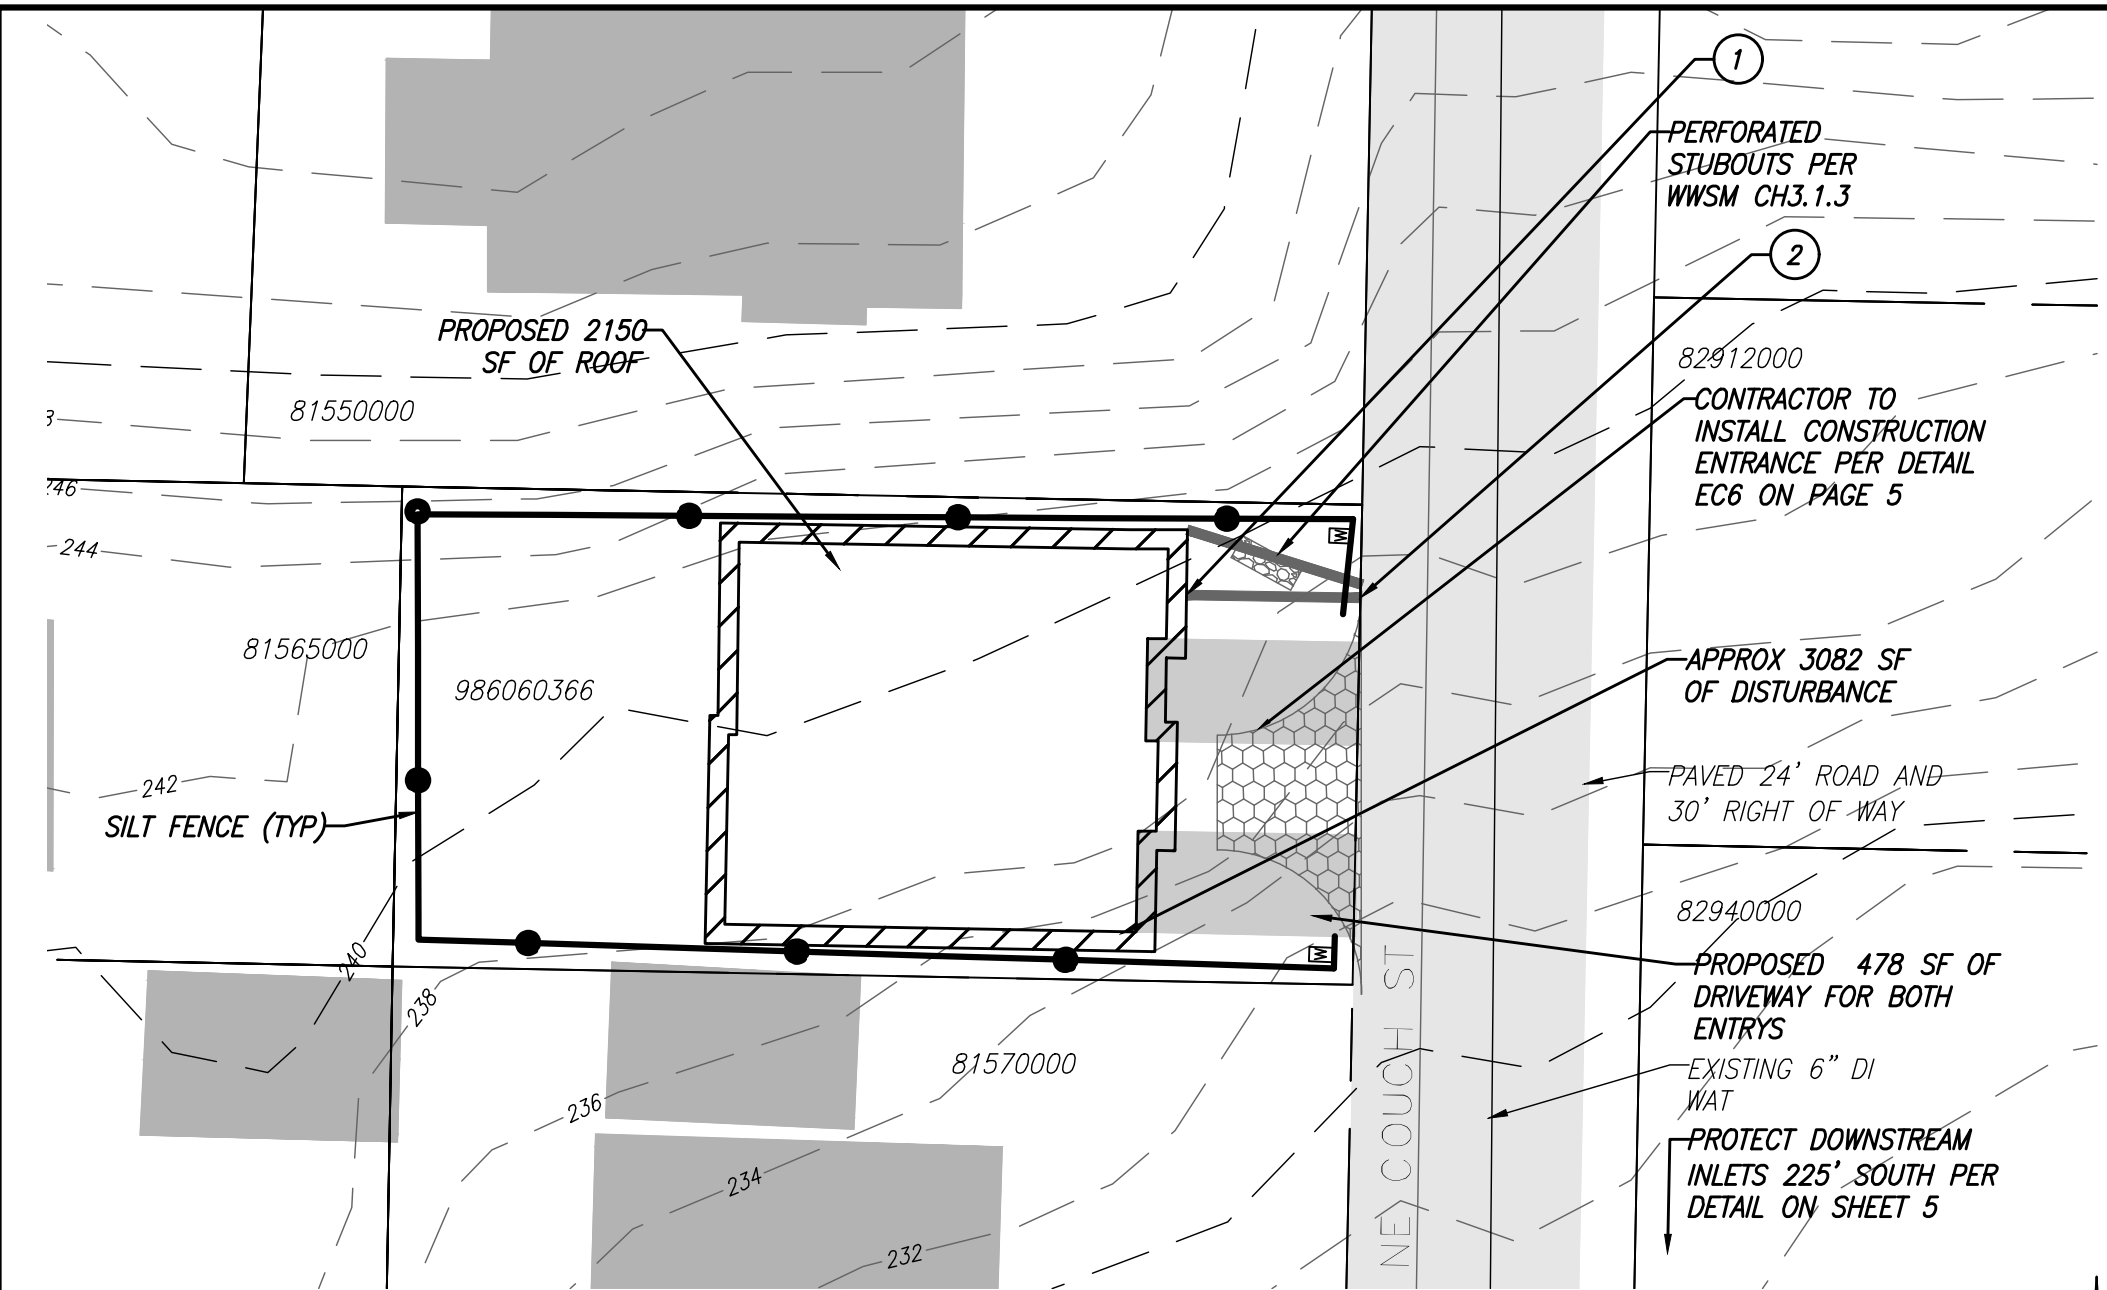 1
PERFORATED
STUBOUTS PER
WWSM CH3.1.3
2
PROPOSED 2150
SF OF ROOF
81550000
82912000
CONTRACTOR TO
INSTALL CONSTRUCTION
ENTRANCE PER DETAIL
EC6 ON PAGE 5
246
244
W
81565000
986060366
APPROX 3082 SF
OF DISTURBANCE
242
SILT FENCE (TYP)
PAVED 24' ROAD AND
30' RIGHT OF WAY
82940000
240
238
W
PROPOSED 478 SF OF
DRIVEWAY FOR BOTH
ENTRYS
81570000
EXISTING 6" DI
WAT
236
NE COUCH ST
PROTECT DOWNSTREAM
INLETS 225' SOUTH PER
DETAIL ON SHEET 5
234
232